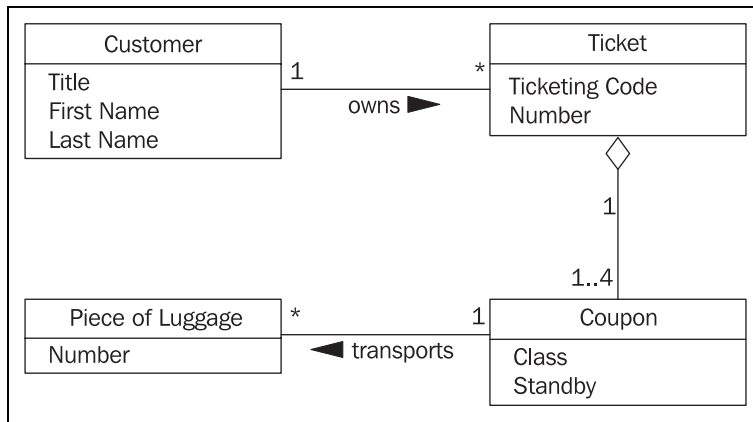 Customer
Title
First Name
Last Name
1
*
owns
Ticket
Ticketing Code
Number
1
1..4
Coupon
Class
Standby
1
*
transports
Piece of Luggage
Number